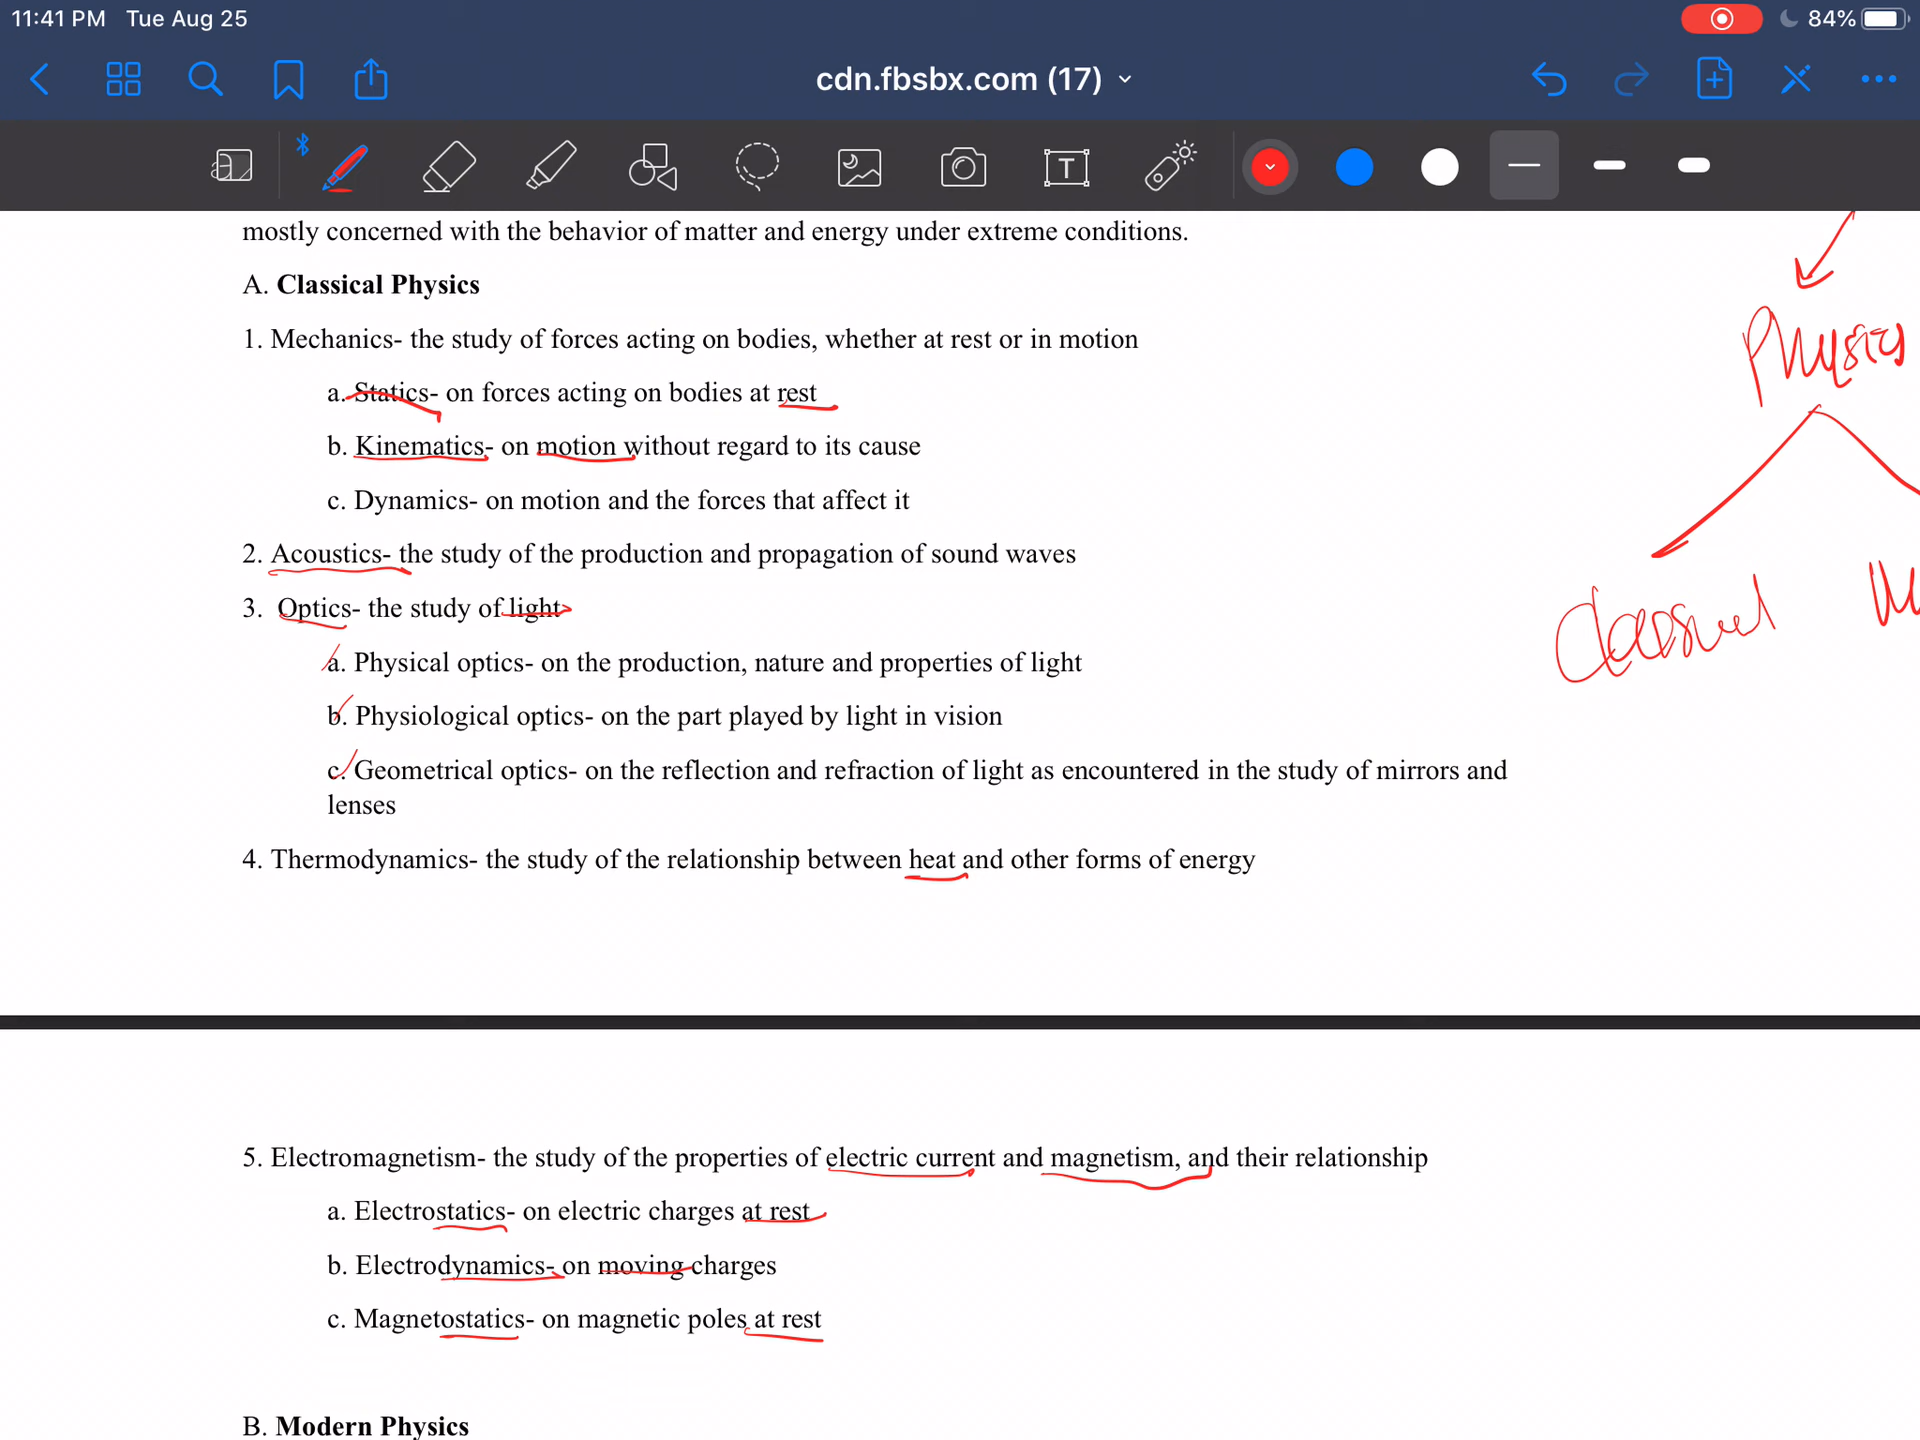 11:41 PM Tue Aug 25
84%
cdn.fbsbx.com (17)
T
mostly concerned with the behavior of matter and energy under extreme conditions.
A. Classical Physics
1. Mechanics- the study of forces acting on bodies, whether at rest or in motion
Physics
a. Statics- on forces acting on bodies at rest
b. Kinematics- on motion without regard to its cause
c. Dynamics- on motion and the forces that affect it
2. Acoustics- the study of the production and propagation of sound waves
3. Optics- the study of light
Classical
a. Physical optics- on the production, nature and properties of light
b. Physiological optics- on the part played by light in vision
c. Geometrical optics- on the reflection and refraction of light as encountered in the study of mirrors and
lenses
4. Thermodynamics- the study of the relationship between heat and other forms of energy
5. Electromagnetism- the study of the properties of electric current and magnetism, and their relationship
a. Electrostatics- on electric charges at rest
b. Electrodynamics- on moving charges
c. Magnetostatics- on magnetic poles at rest
B. Modern Physics